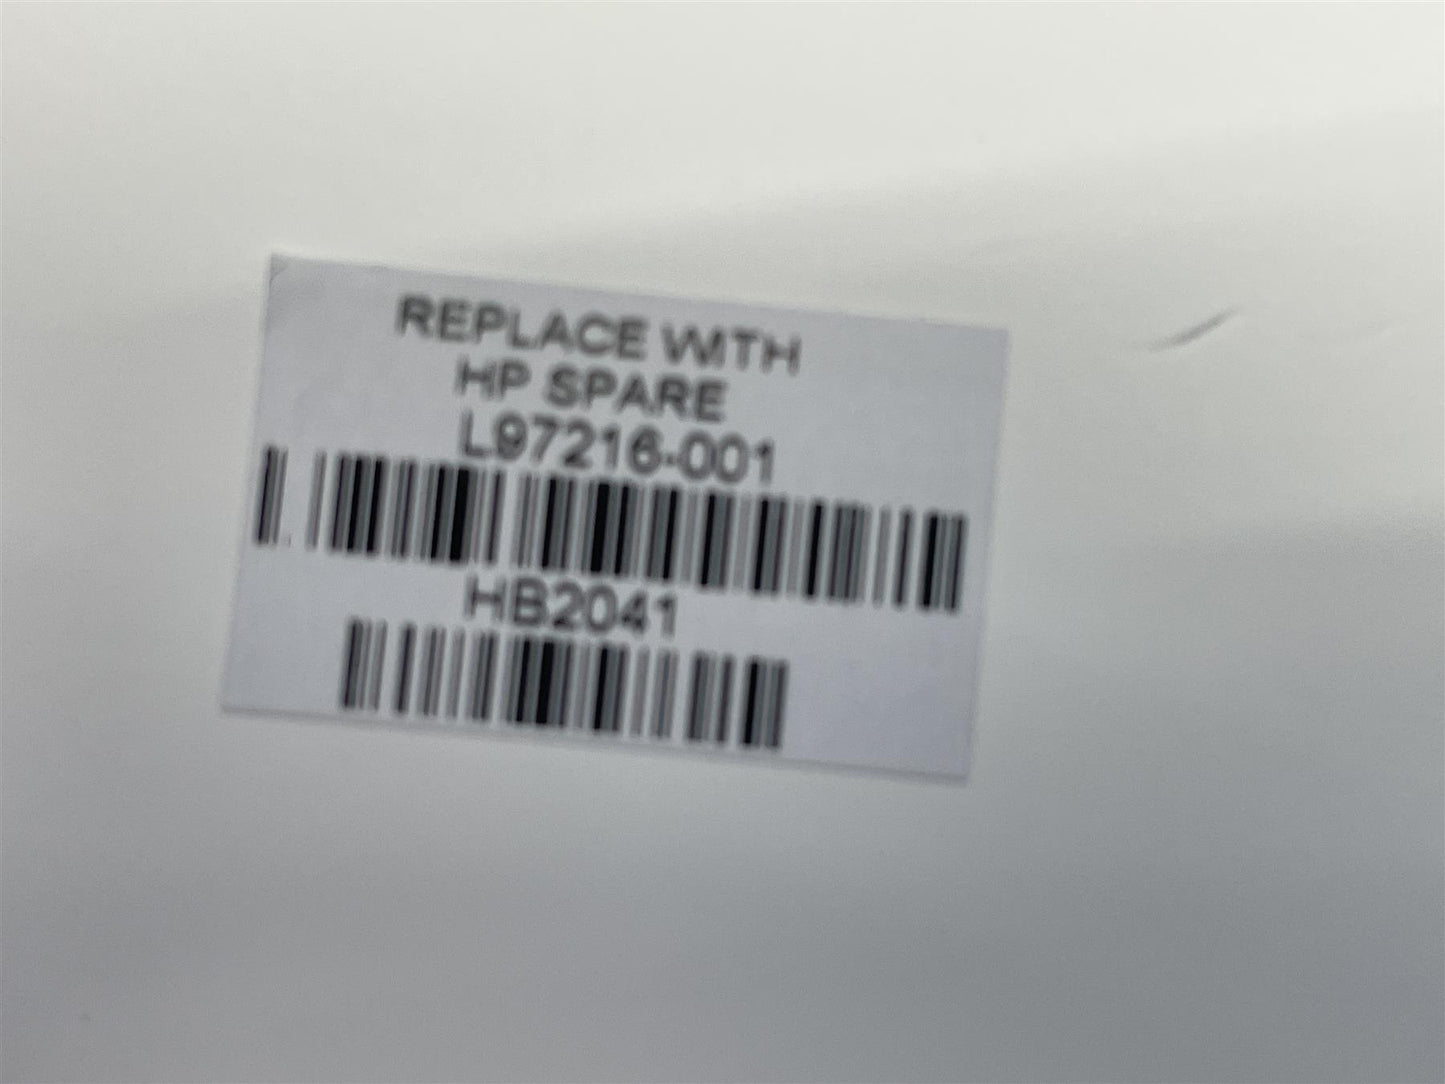 REPLACE WITH
HP SPARE
L97216-001
HB2041